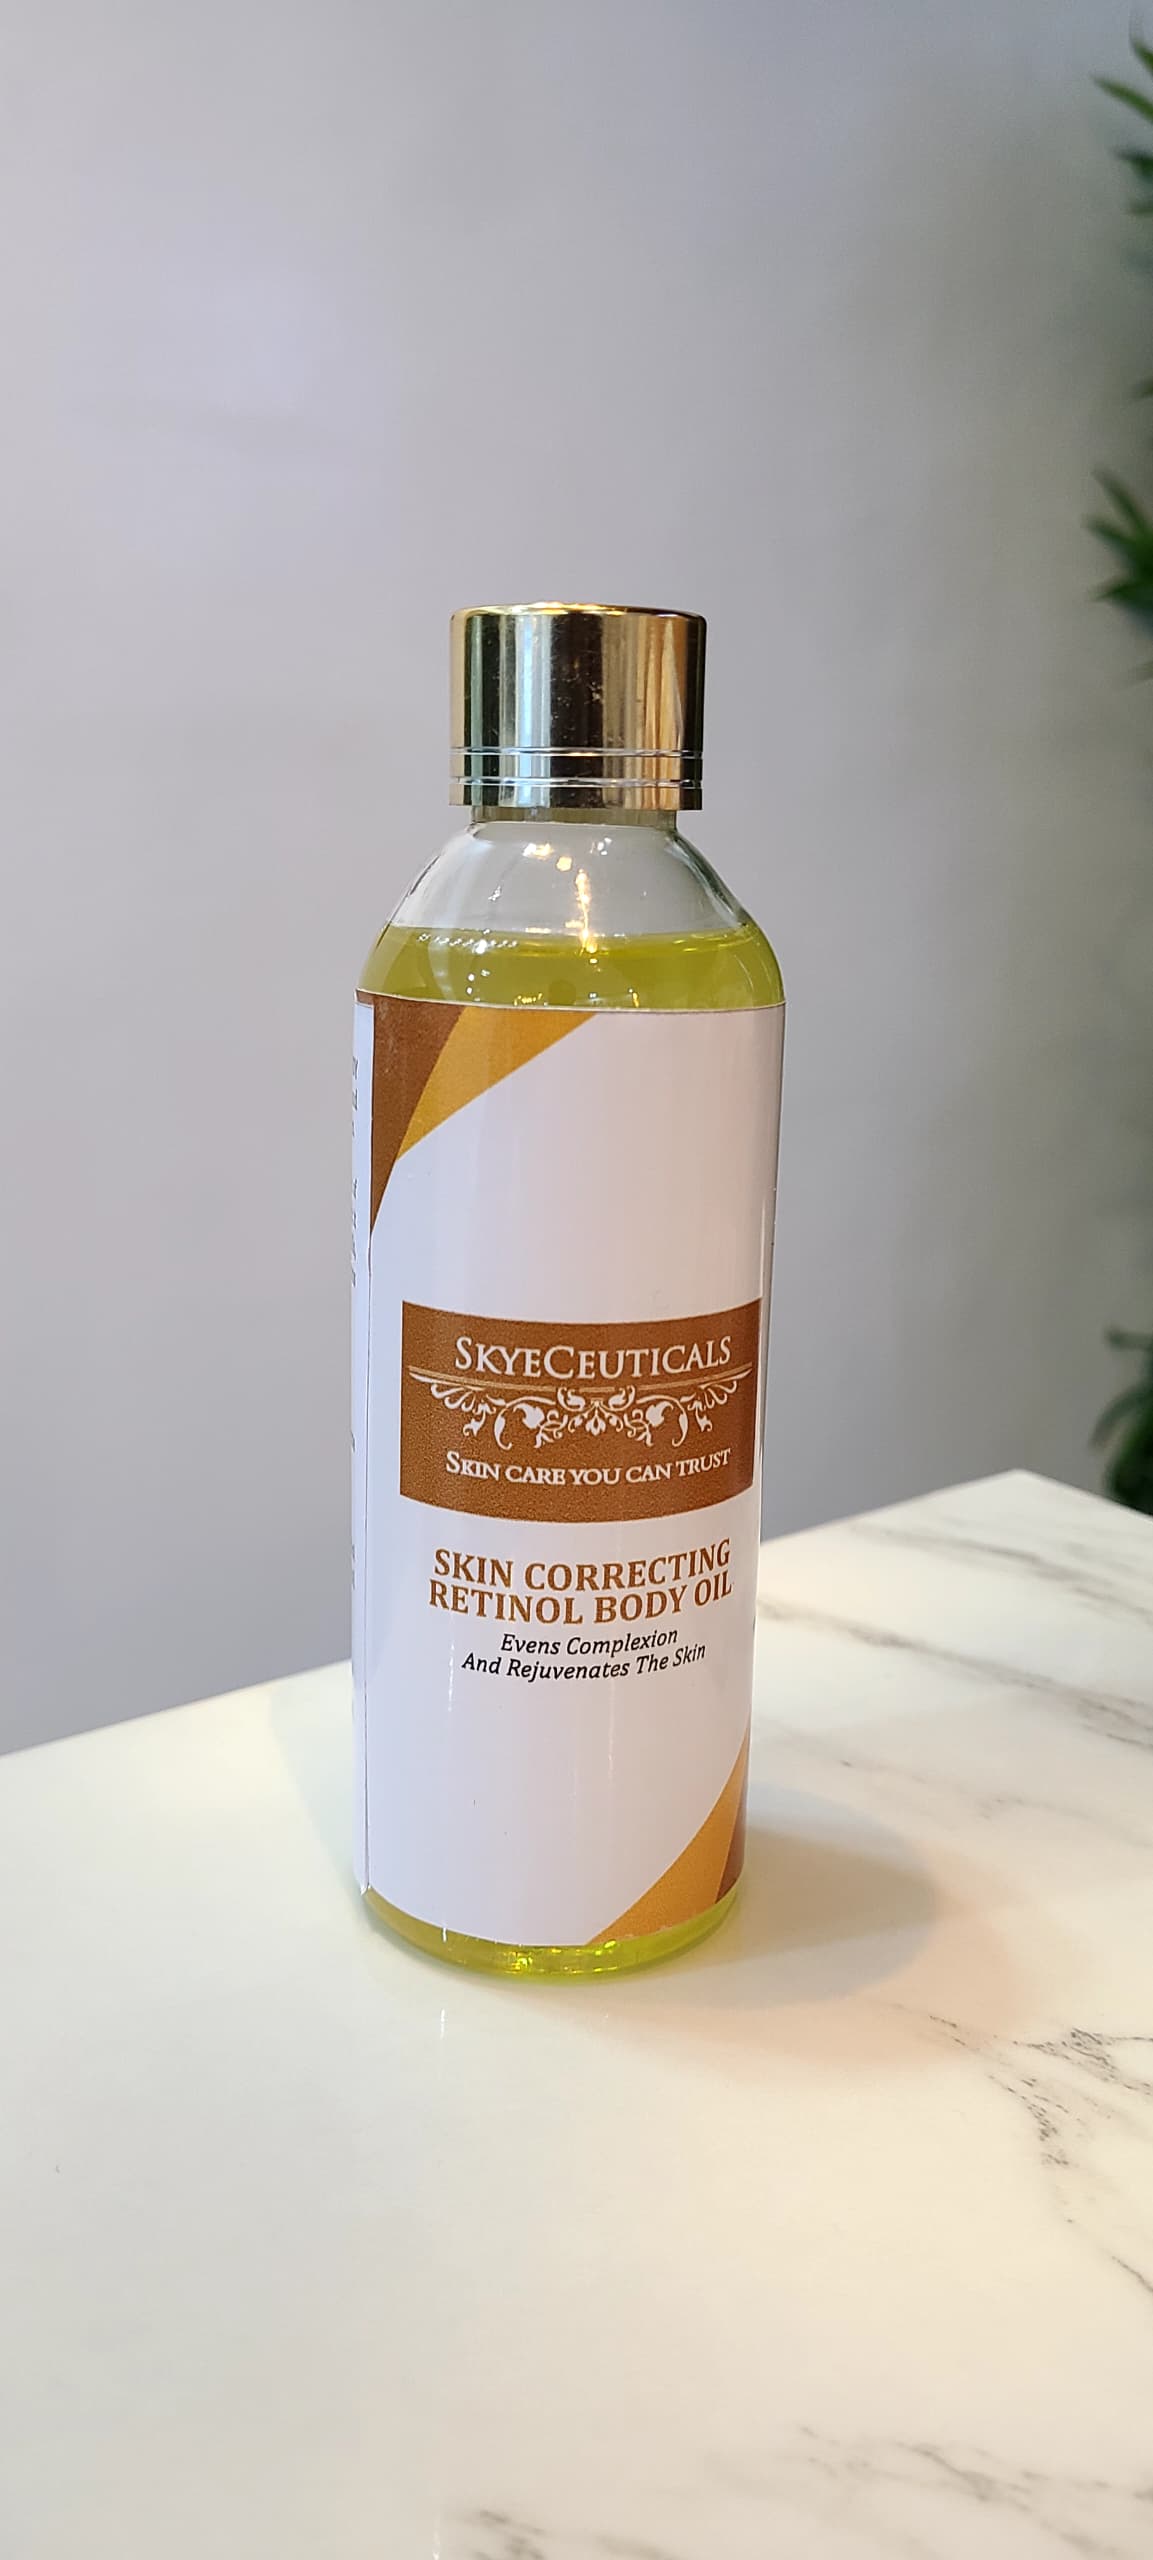 SKYECEUTICALS
SKIN CARE YOU CAN TRUST
SKIN CORRECTING
RETINOL BODY OIL
Evens Complexion
And Rejuvenates The Skin